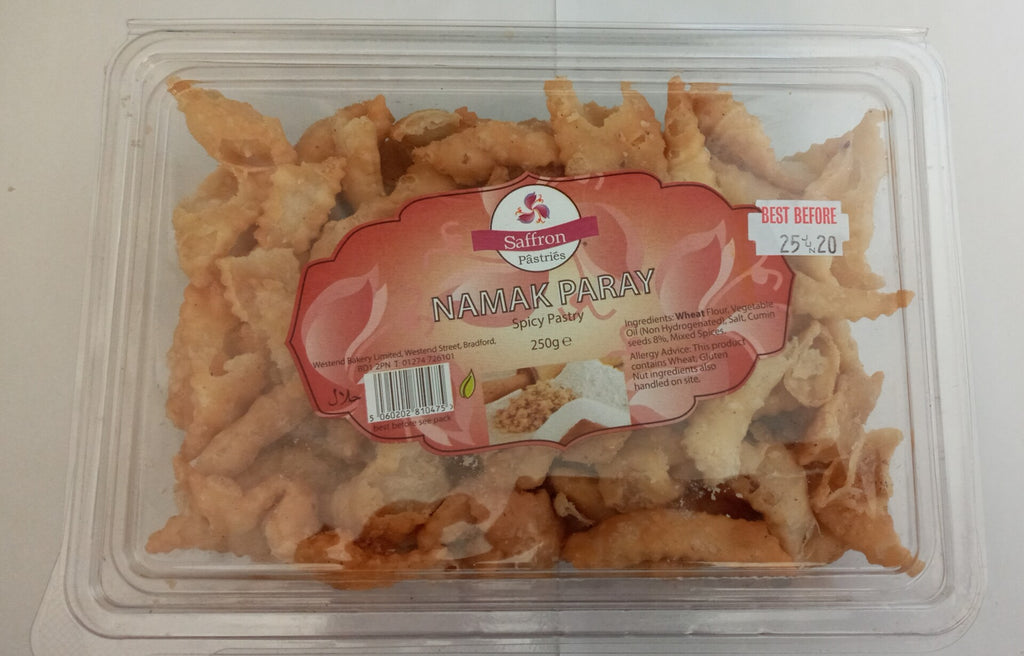 Saffron
Pâstriés
BEST BEFORE
25 JUN 20
NAMAK PARAY
Spicy Pastry
250g e
Westend Bakery Limited, Westend Street, Bradford,
BD1 2PN T: 01274 726101
حلال
5 060202 810475 >
best before see pack
Ingredients: Wheat Flour, Vegetable
Oil (Non Hydrogenated), Salt, Cumin
seeds 8%, Mixed Spices.
Allergy Advice: This product
contains Wheat, Gluten
Nut ingredients also
handled on site.